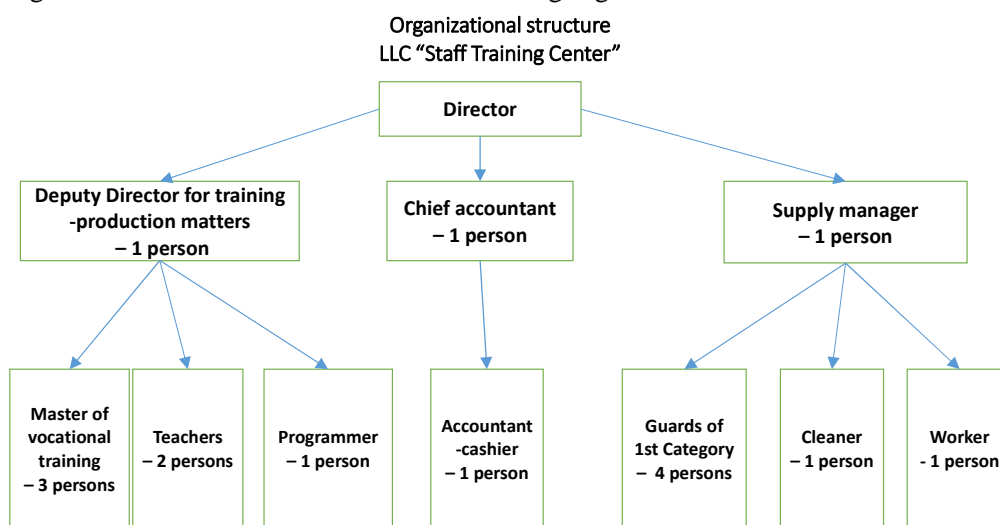 Organizational structure
LLC “Staff Training Center”
Director
Deputy Director for training
-production matters
– 1 person
Chief accountant
– 1 person
Supply manager
– 1 person
Master of
vocational
training
– 3 persons
Teachers
– 2 persons
Programmer
– 1 person
Accountant
-cashier
– 1 person
Guards of
1st Category
– 4 persons
Cleaner
– 1 person
Worker
- 1 person